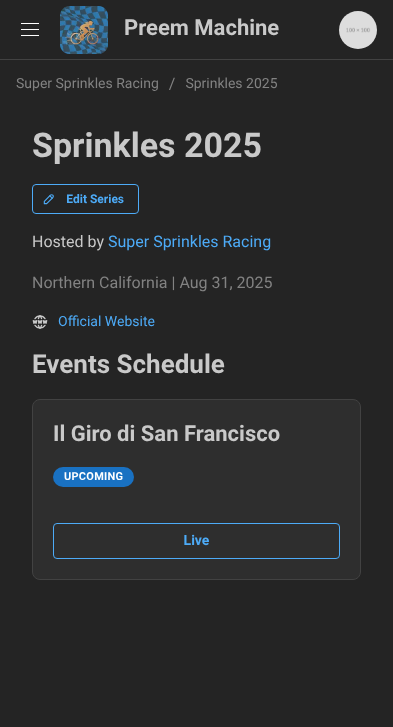 Preem Machine
100 × 100
Super Sprinkles Racing / Sprinkles 2025
Sprinkles 2025
Edit Series
Hosted by Super Sprinkles Racing
Northern California | Aug 31, 2025
Official Website
Events Schedule
Il Giro di San Francisco
UPCOMING
Live